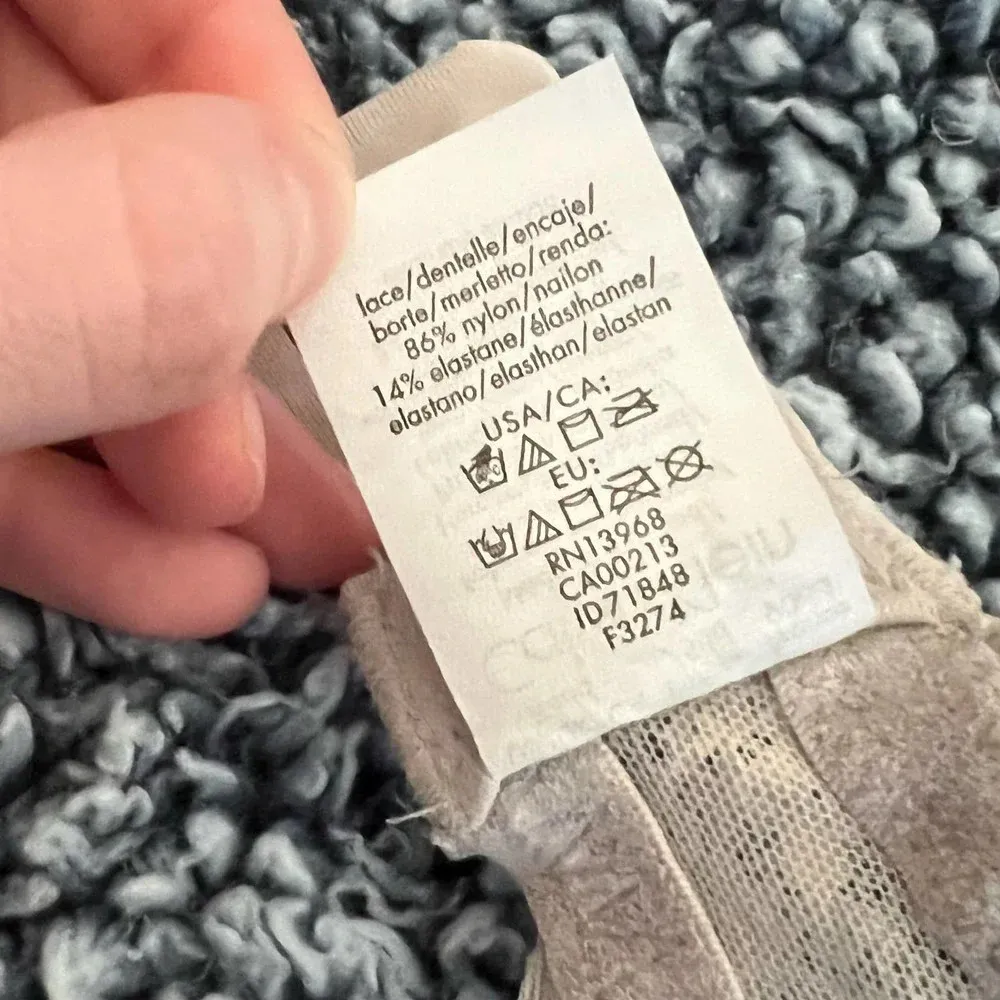 lace/dentelle/encaje/
borte/merletto/renda:
86% nylon/nailon
14% elastane/élasthanne/
elastano/elasthan/elastan
USA/CA:
EU:
RN13968
CA00213
ID71848
F3274